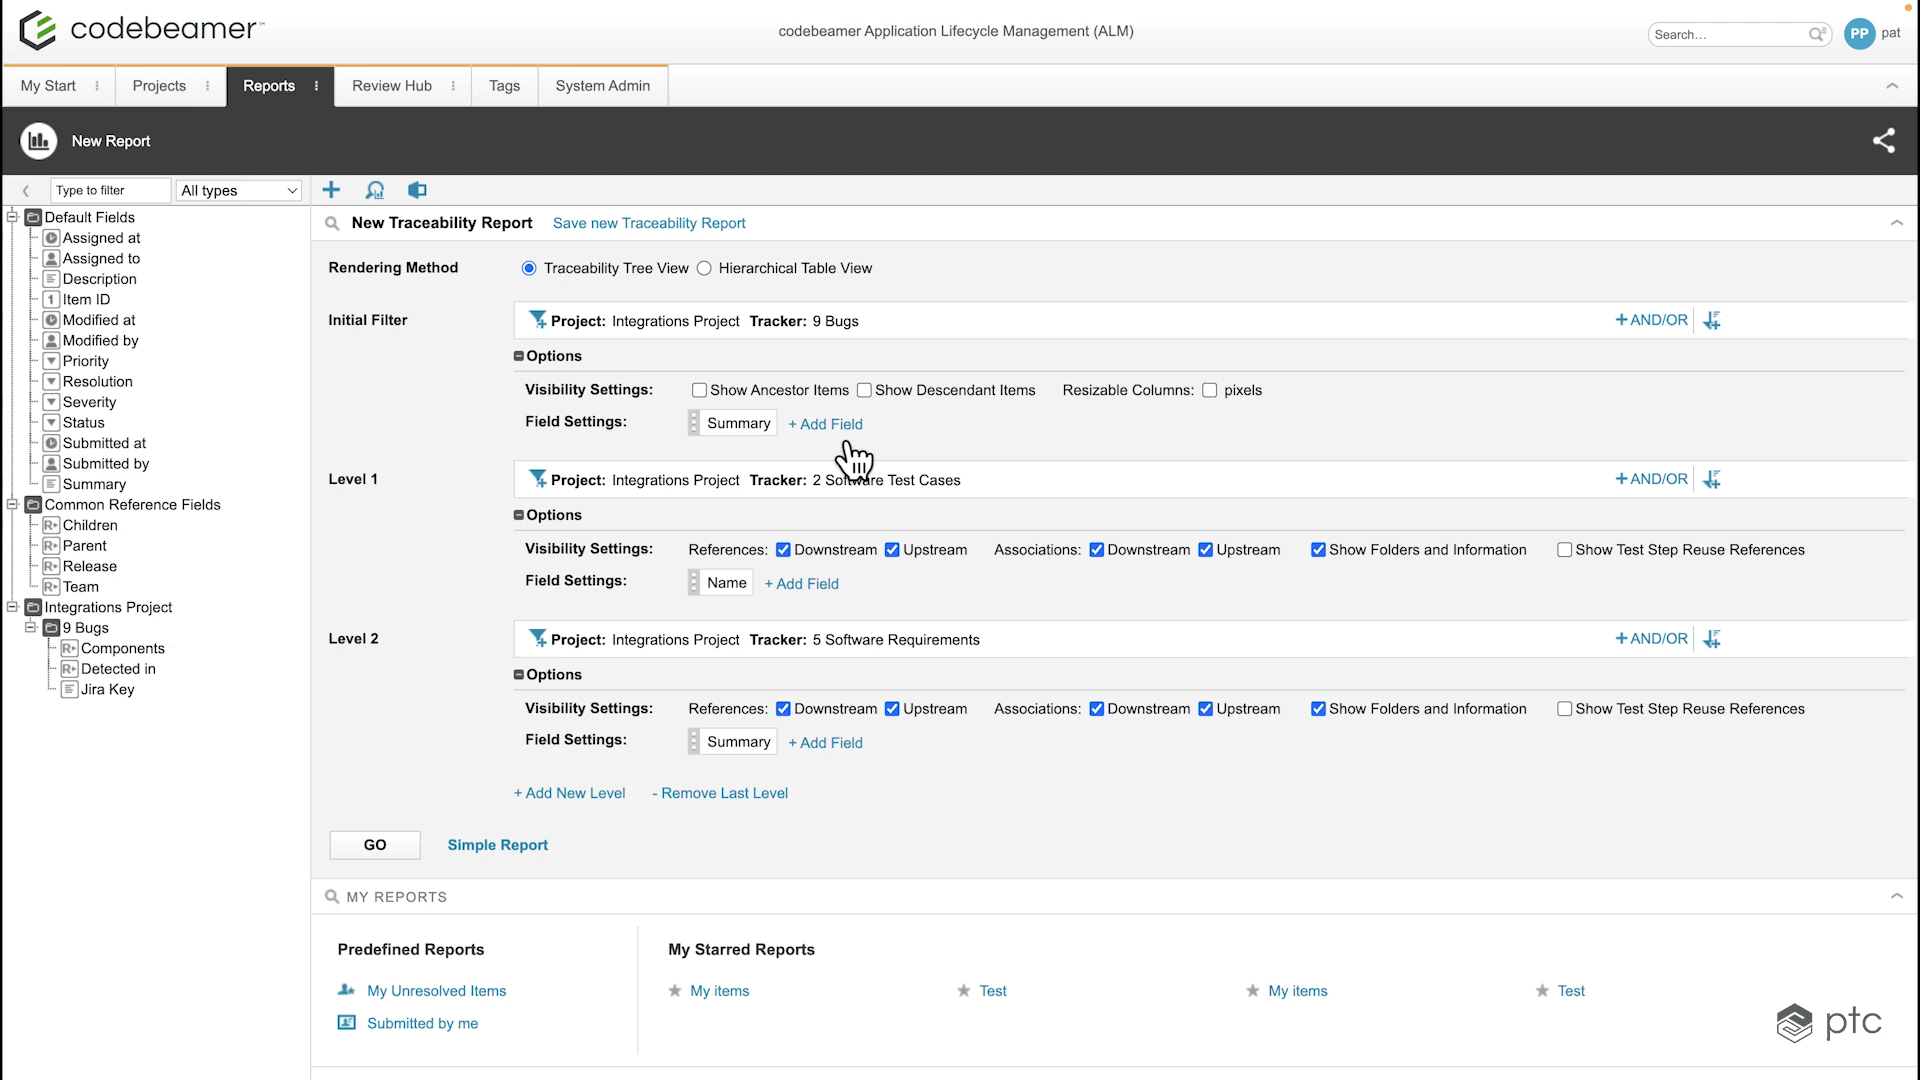 codebeamer™
codebeamer Application Lifecycle Management (ALM)
Search...
PP pat
My Start Projects Reports Review Hub Tags System Admin
New Report
Type to filter All types
Default Fields
Assigned at
Assigned to
Description
1 Item ID
Modified at
Modified by
Priority
Resolution
Severity
Status
Submitted at
Submitted by
Summary
Common Reference Fields
R Children
R Parent
R Release
R Team
Integrations Project
9 Bugs
R Components
R Detected in
Jira Key
New Traceability Report Save new Traceability Report
Rendering Method Traceability Tree View Hierarchical Table View
Initial Filter Project: Integrations Project Tracker: 9 Bugs +AND/OR
Options
Visibility Settings: Show Ancestor Items Show Descendant Items Resizable Columns: pixels
Field Settings: Summary + Add Field
Level 1 Project: Integrations Project Tracker: 2 Software Test Cases +AND/OR
Options
Visibility Settings: References: Downstream Upstream Associations: Downstream Upstream Show Folders and Information Show Test Step Reuse References
Field Settings: Name + Add Field
Level 2 Project: Integrations Project Tracker: 5 Software Requirements +AND/OR
Options
Visibility Settings: References: Downstream Upstream Associations: Downstream Upstream Show Folders and Information Show Test Step Reuse References
Field Settings: Summary + Add Field
+ Add New Level - Remove Last Level
GO Simple Report
MY REPORTS
Predefined Reports My Starred Reports
My Unresolved Items My items Test My items Test
Submitted by me
ptc